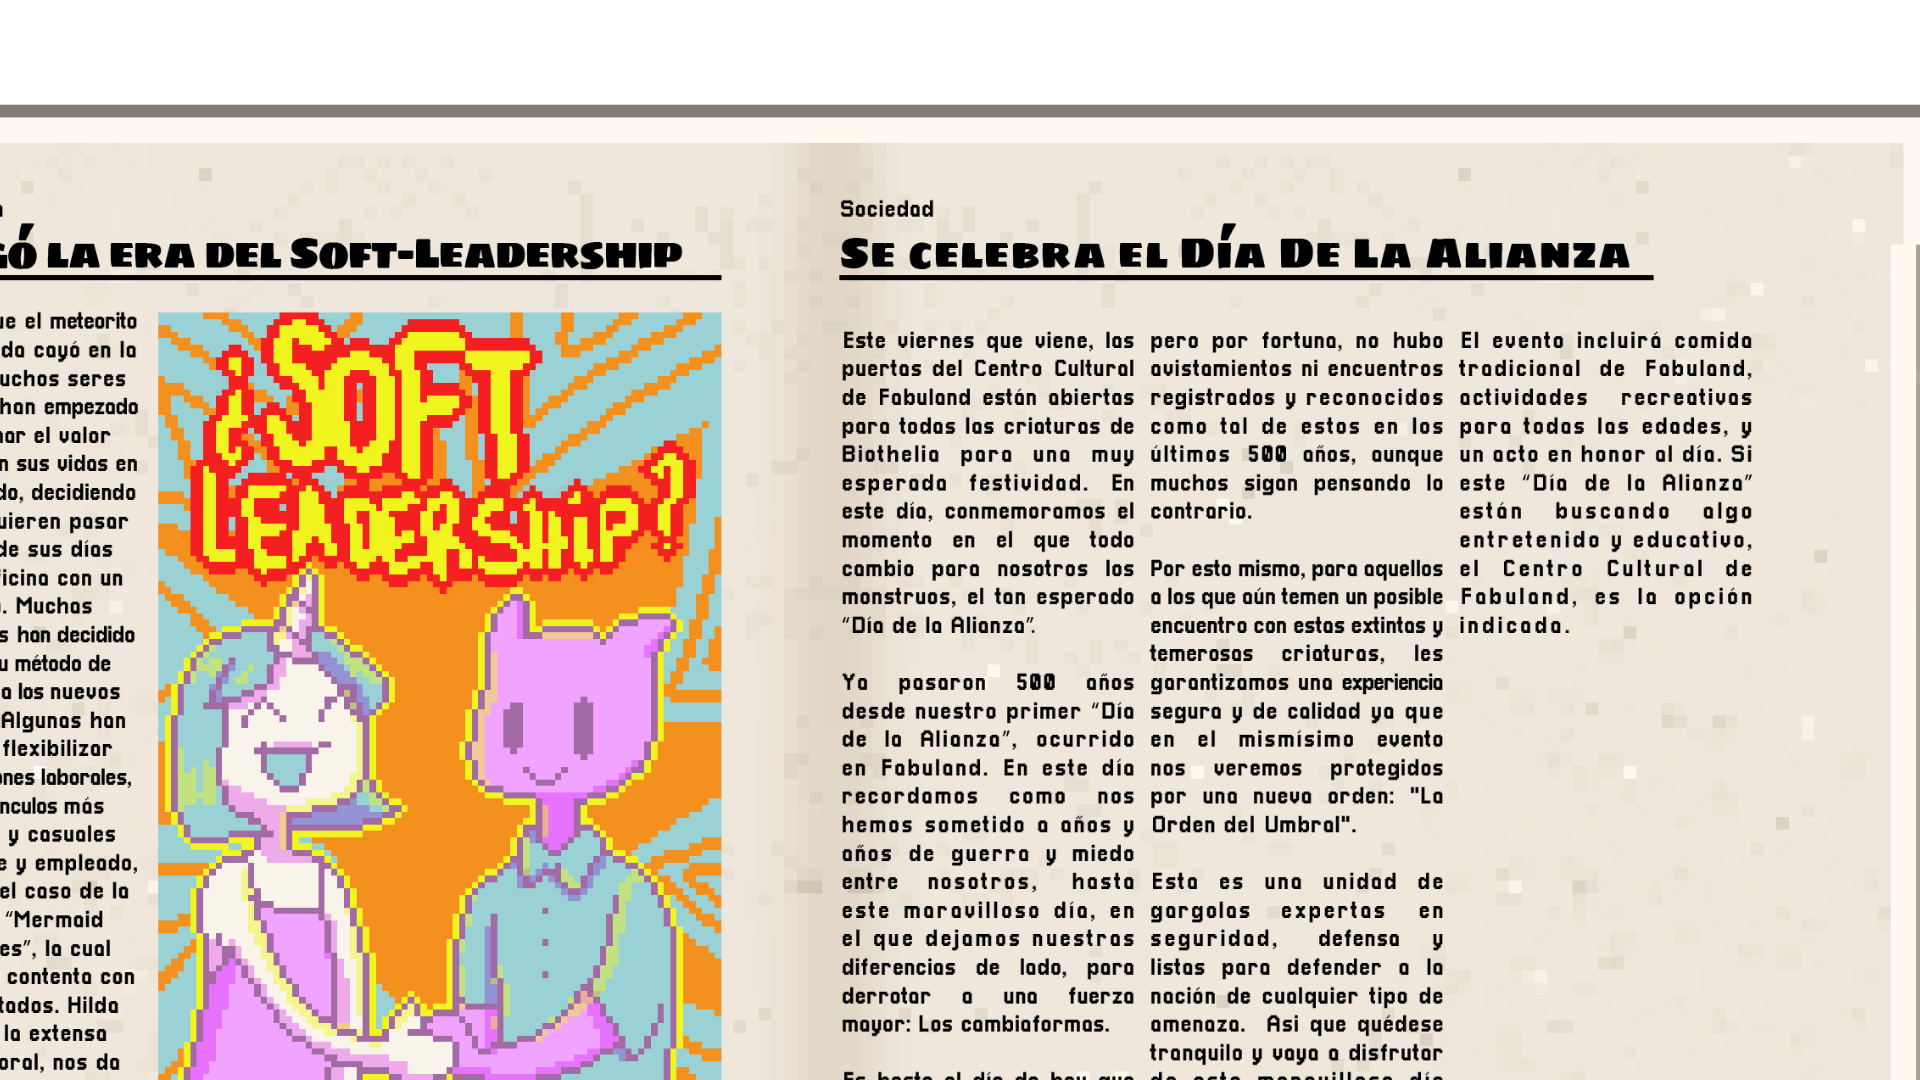 GÓ LA ERA DEL SOFT-LEADERSHIP
el meteorito
cayó en la
seres
han empezado
el valor
sus vidas en
decidiendo
pasar
de sus días
con un
Muchas
han decidido
método de
a los nuevos
Algunas han
flexibilizar
laborales,
más
y casuales
y empleado,
el caso de la
“Mermaid
la cual
contenta con
Hilda
la extensa
nos da
¿SOFT
LEADERSHIP?
Sociedad
SE CELEBRA EL DÍA DE LA ALIANZA
Este viernes que viene, las
puertas del Centro Cultural
de Fabuland están abiertas
para todas las criaturas de
Biothelia para una muy
esperada festividad. En
este día, conmemoramos el
momento en el que todo
cambio para nosotros los
monstruos, el tan esperado
“Día de la Alianza”.
Ya pasaron 500 años
desde nuestro primer “Día
de la Alianza”, ocurrido
en Fabuland. En este día
recordamos como nos
hemos sometido a años y
años de guerra y miedo
entre nosotros, hasta
este maravilloso día, en
el que dejamos nuestras
diferencias de lado, para
derrotar a una fuerza
mayor: Los cambiaformas.
Es hasta el día de hoy que
pero por fortuna, no hubo
avistamientos ni encuentros
registrados y reconocidos
como tal de estos en los
últimos 500 años, aunque
muchos sigan pensando lo
contrario.
Por esto mismo, para aquellos
a los que aún temen un posible
encuentro con estas extintas y
temerosas criaturas, les
garantizamos una experiencia
segura y de calidad ya que
en el mismísimo evento
nos veremos protegidos
por una nueva orden: "La
Orden del Umbral".
Esta es una unidad de
gargolas expertas en
seguridad, defensa y
listas para defender a la
nación de cualquier tipo de
amenaza. Asi que quédese
tranquilo y vaya a disfrutar
de este maravilloso día
El evento incluirá comida
tradicional de Fabuland,
actividades recreativas
para todas las edades, y
un acto en honor al día. Si
este “Día de la Alianza”
están buscando algo
entretenido y educativo,
el Centro Cultural de
Fabuland, es la opción
indicada.